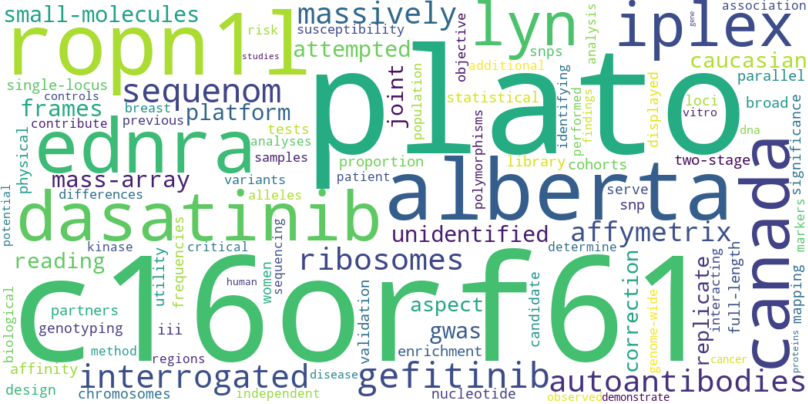 small-molecules massively iplex association
ropn1l risk susceptibility lyn gene
studies attempted objective snps analysis caucasian
single-locus sequenom joint additional parallel
controls frames breast platform plato population statistical identifying performed findings displayed loci broad
contribute previous tests polymorphisms vitro significance
physical ednra analyses proportion library cohorts dna
mass-array samples patient two-stage
differences variants alberta serve canada
potential dasatinib alleles snp markers
unidentified affymetrix
kinase critical determine
reading frequencies ribosomes mapping
c16orf61 utility women sequencing human aspect candidate correction genome-wide replicate interacting full-length
biological partners validation gwas
genotyping iii enrichment proteins
method regions cancer
affinity interrogated disease gefitinib autoantibodies
design chromosomes independent nucleotide observed demonstrate